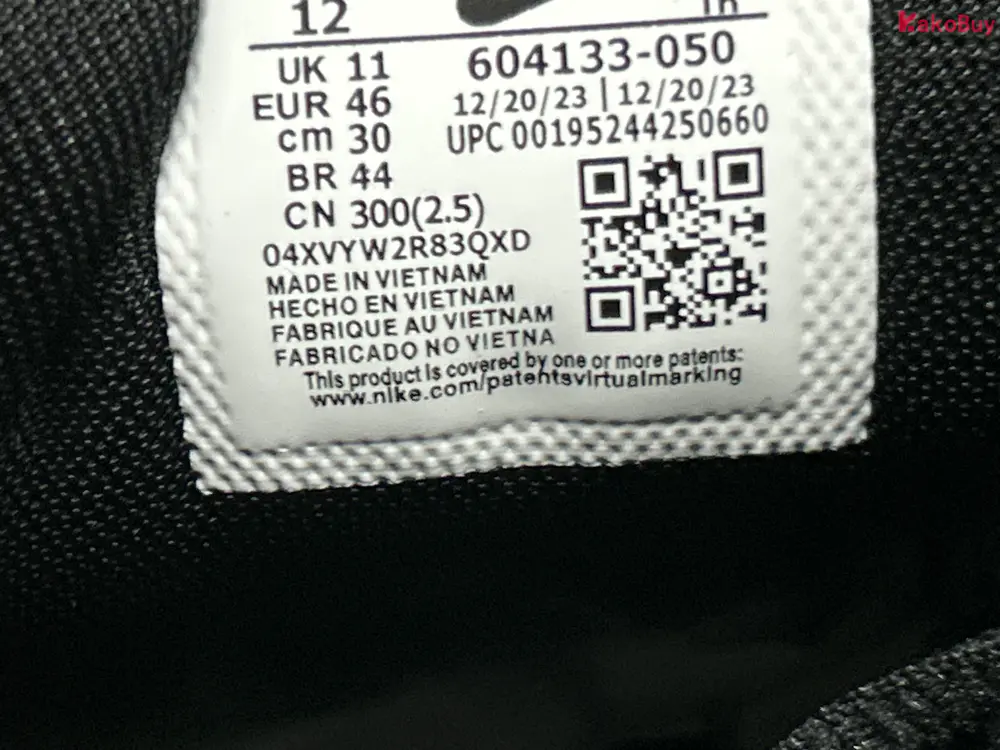 KakoBuy
12
UK 11
EUR 46
cm 30
BR 44
CN 300(2.5)
604133-050
12/20/23 | 12/20/23
UPC 00195244250660
04XVYW2R83QXD
MADE IN VIETNAM
HECHO EN VIETNAM
FABRIQUE AU VIETNAM
FABRICADO NO VIETNA
This product is covered by one or more patents:
www.nike.com/patentsvirtualmarking